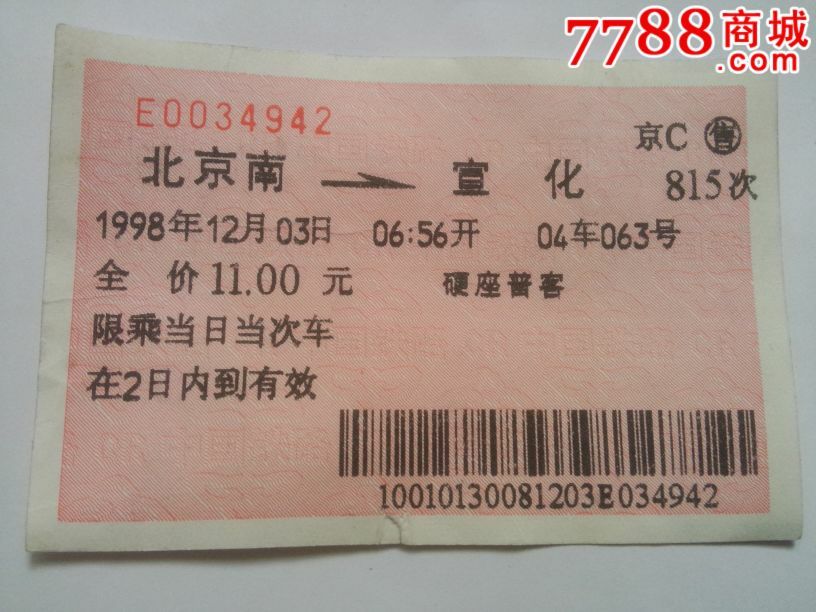 7788商城
E0034942
京C 售
北京南 宣化
815次
1998年12月03日 06:56开 04车063号
全 价11.00 元 硬座普客
限乘当日当次车
在2日内到有效
10010130081203E034942